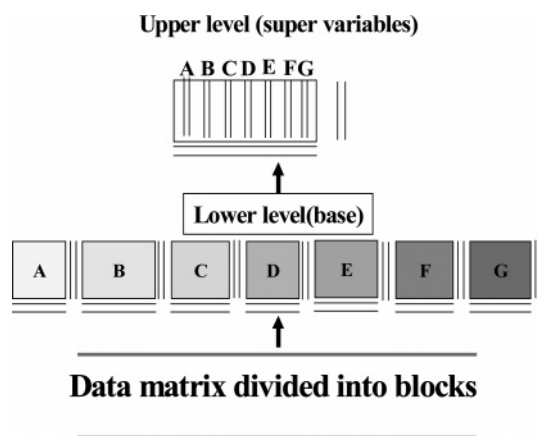 Upper level (super variables)
A B C D E F G
Lower level(base)
A B C D E F G
Data matrix divided into blocks